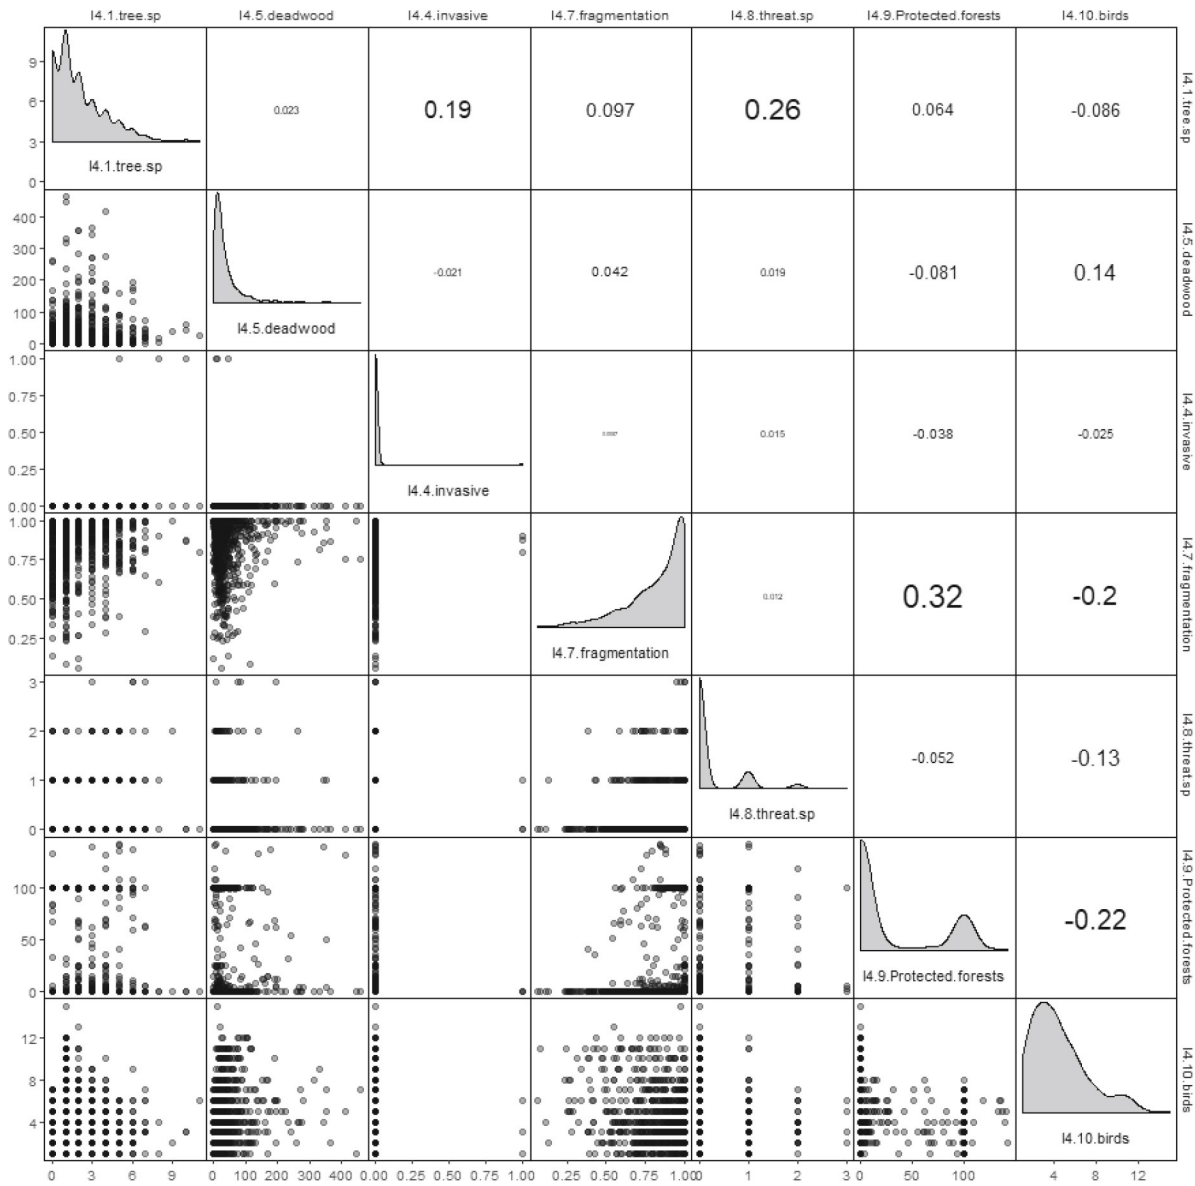 I4.1.tree.sp I4.5.deadwood I4.4.invasive I4.7.fragmentation I4.8.threat.sp I4.9.Protected.forests I4.10.birds
9
6
3
0
I4.1.tree.sp
0.023 0.19 0.097 0.26 0.064 -0.086
I4.1.tree.sp
400
300
200
100
0
I4.5.deadwood
-0.021 0.042 0.019 -0.081 0.14
I4.5.deadwood
1.00
0.75
0.50
0.25
0.00
I4.4.invasive
0.015 -0.038 -0.025
I4.4.invasive
1.00
0.75
0.50
0.25
I4.7.fragmentation
0.012 0.32 -0.2
I4.7.fragmentation
3
2
1
0
I4.8.threat.sp
-0.052 -0.13
I4.8.threat.sp
100
50
0
I4.9.Protected.forests
-0.22
I4.9.Protected.forests
12
8
4
I4.10.birds
I4.10.birds
0 3 6 9 0 100 200 300 400 0.00 0.25 0.50 0.75 1.00 0.25 0.50 0.75 1.00 0 1 2 3 0 50 100 4 8 12